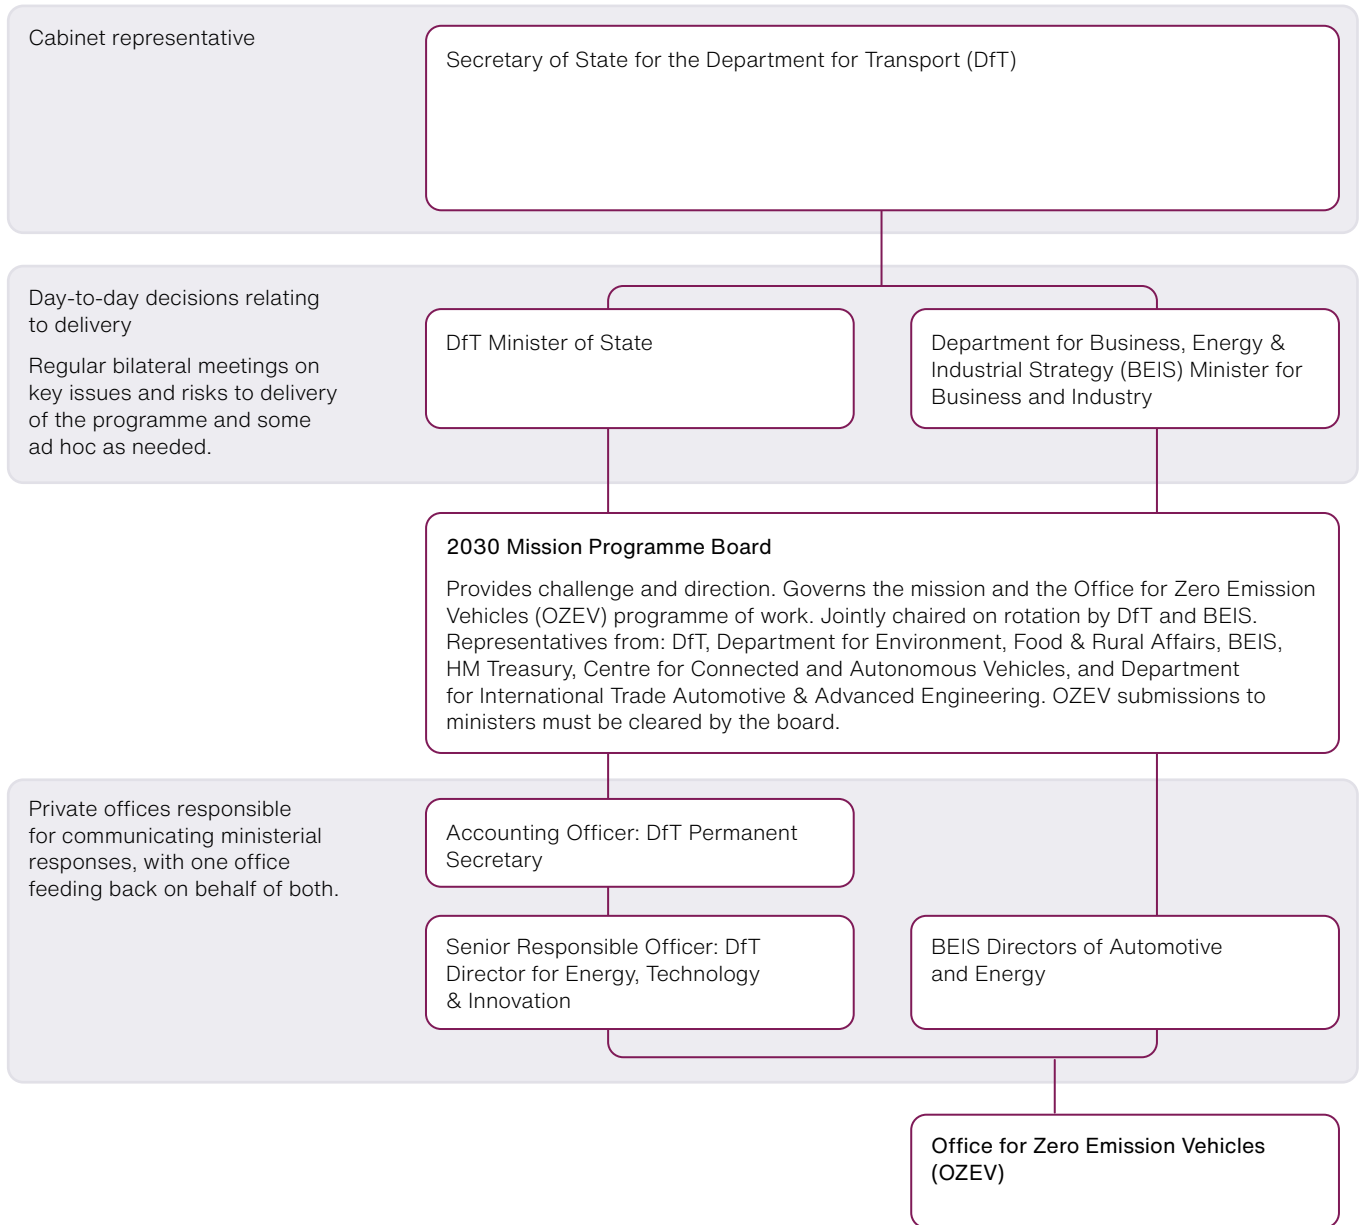 Cabinet representative
Secretary of State for the Department for Transport (DfT)
Day-to-day decisions relating
to delivery
Regular bilateral meetings on
key issues and risks to delivery
of the programme and some
ad hoc as needed.
DfT Minister of State
Department for Business, Energy &
Industrial Strategy (BEIS) Minister for
Business and Industry
2030 Mission Programme Board
Provides challenge and direction. Governs the mission and the Office for Zero Emission
Vehicles (OZEV) programme of work. Jointly chaired on rotation by DfT and BEIS.
Representatives from: DfT, Department for Environment, Food & Rural Affairs, BEIS,
HM Treasury, Centre for Connected and Autonomous Vehicles, and Department
for International Trade Automotive & Advanced Engineering. OZEV submissions to
ministers must be cleared by the board.
Private offices responsible
for communicating ministerial
responses, with one office
feeding back on behalf of both.
Accounting Officer: DfT Permanent
Secretary
Senior Responsible Officer: DfT
Director for Energy, Technology
& Innovation
BEIS Directors of Automotive
and Energy
Office for Zero Emission Vehicles
(OZEV)